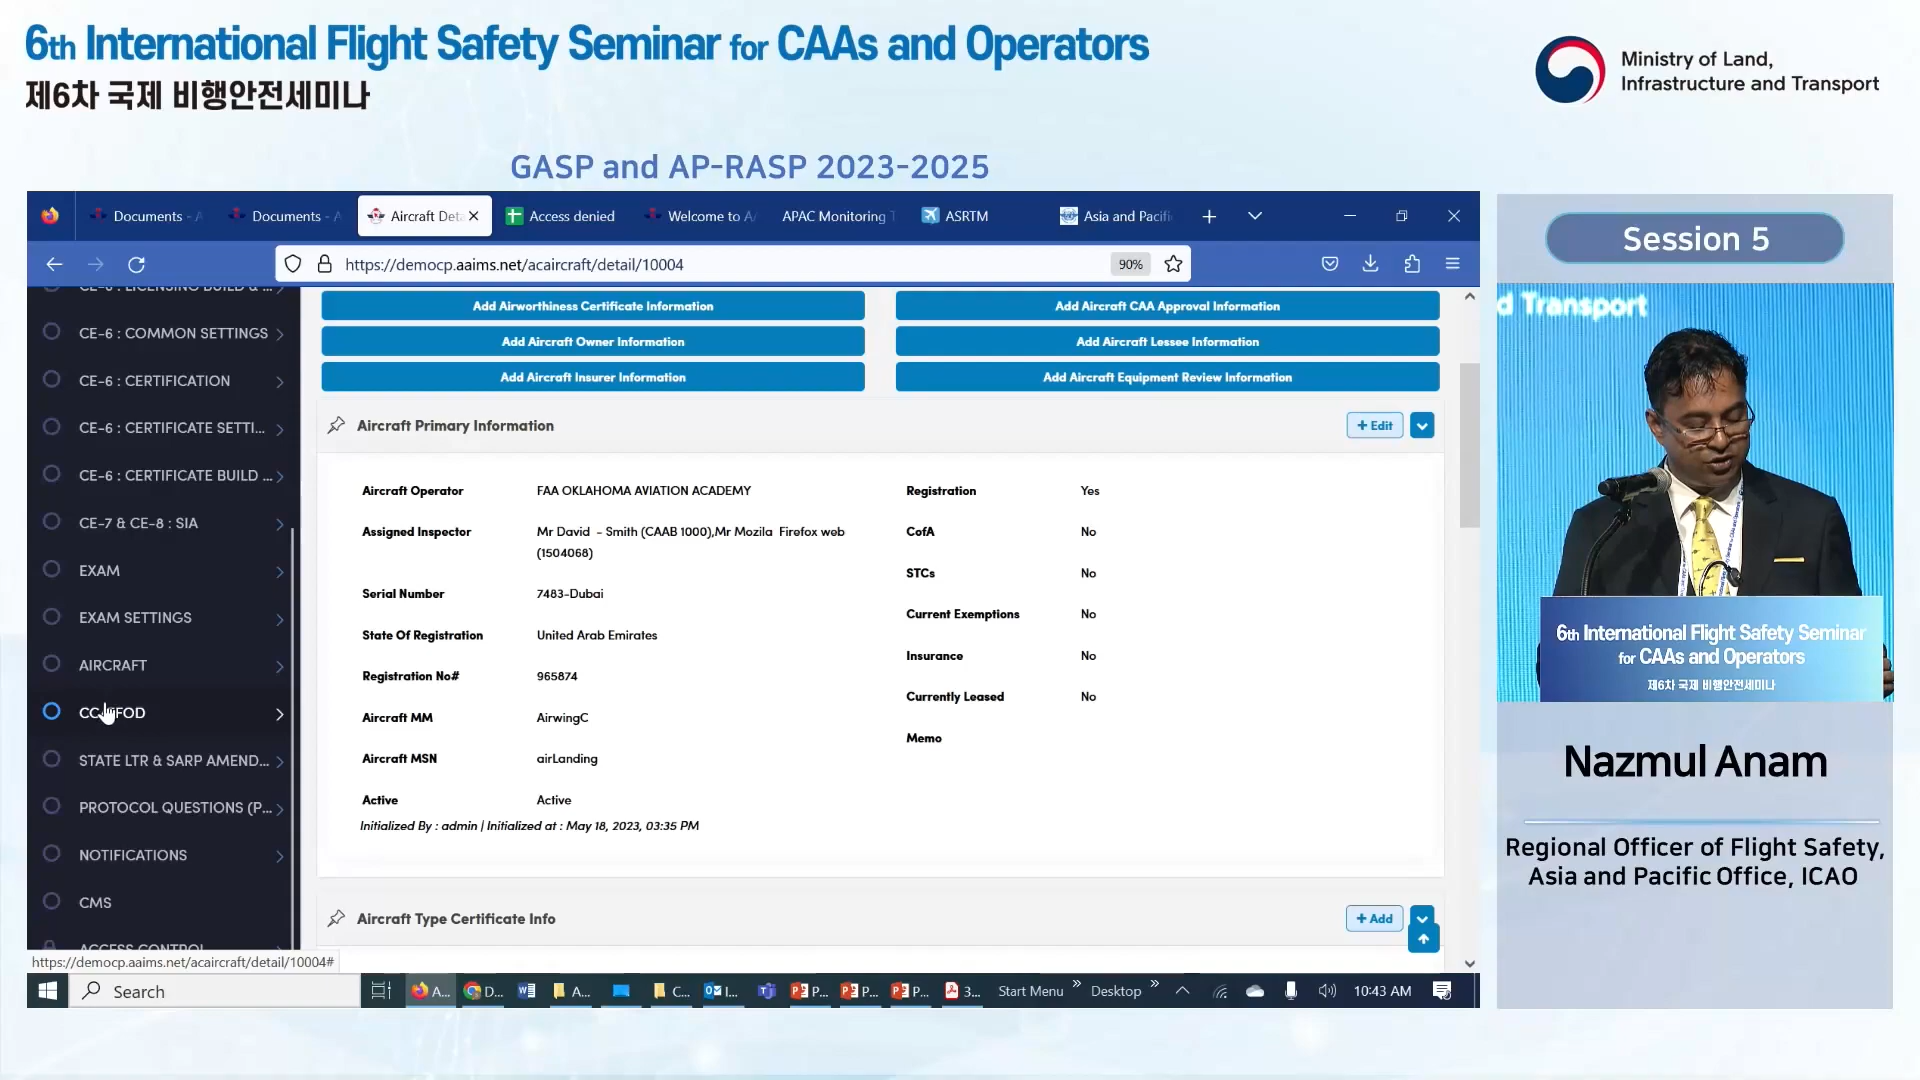 6th International Flight Safety Seminar for CAAs and Operators
제6차 국제 비행안전세미나
Ministry of Land,
Infrastructure and Transport
GASP and AP-RASP 2023-2025
Documents - A
Documents - A
Aircraft Det
Access denied
Welcome to A
APAC Monitoring
ASRTM
Asia and Pacifi
https://democp.aaims.net/acaircraft/detail/10004
90%
CE-6 : LICENSING BUILD & ...
CE-6 : COMMON SETTINGS
CE-6 : CERTIFICATION
CE-6 : CERTIFICATE SETTI...
CE-6 : CERTIFICATE BUILD ...
CE-7 & CE-8 : SIA
EXAM
EXAM SETTINGS
AIRCRAFT
STATE LTR & SARP AMEND...
PROTOCOL QUESTIONS (P...
NOTIFICATIONS
CMS
ACCESS CONTROL
Add Airworthiness Certificate Information
Add Aircraft CAA Approval Information
Add Aircraft Owner Information
Add Aircraft Lessee Information
Add Aircraft Insurer Information
Add Aircraft Equipment Review Information
Aircraft Primary Information
+ Edit
Aircraft Operator FAA OKLAHOMA AVIATION ACADEMY
Assigned Inspector Mr David - Smith (CAAB 1000),Mr Mozila Firefox web
(1504068)
Serial Number 7483-Dubai
State Of Registration United Arab Emirates
Registration No# 965874
Aircraft MM AirwingC
Aircraft MSN airLanding
Active Active
Initialized By : admin | Initialized at : May 18, 2023, 03:35 PM
Registration Yes
CofA No
STCs No
Current Exemptions No
Insurance No
Currently Leased No
Memo
Aircraft Type Certificate Info
+ Add
https://democp.aaims.net/acaircraft/detail/10004#
Search
A...
D...
A...
C...
I...
P...
P...
P...
3...
Start Menu
Desktop
10:43 AM
Session 5
d Transport
6th International Flight Safety Seminar
for CAAs and Operators
제6차 국제 비행안전세미나
Nazmul Anam
Regional Officer of Flight Safety,
Asia and Pacific Office, ICAO